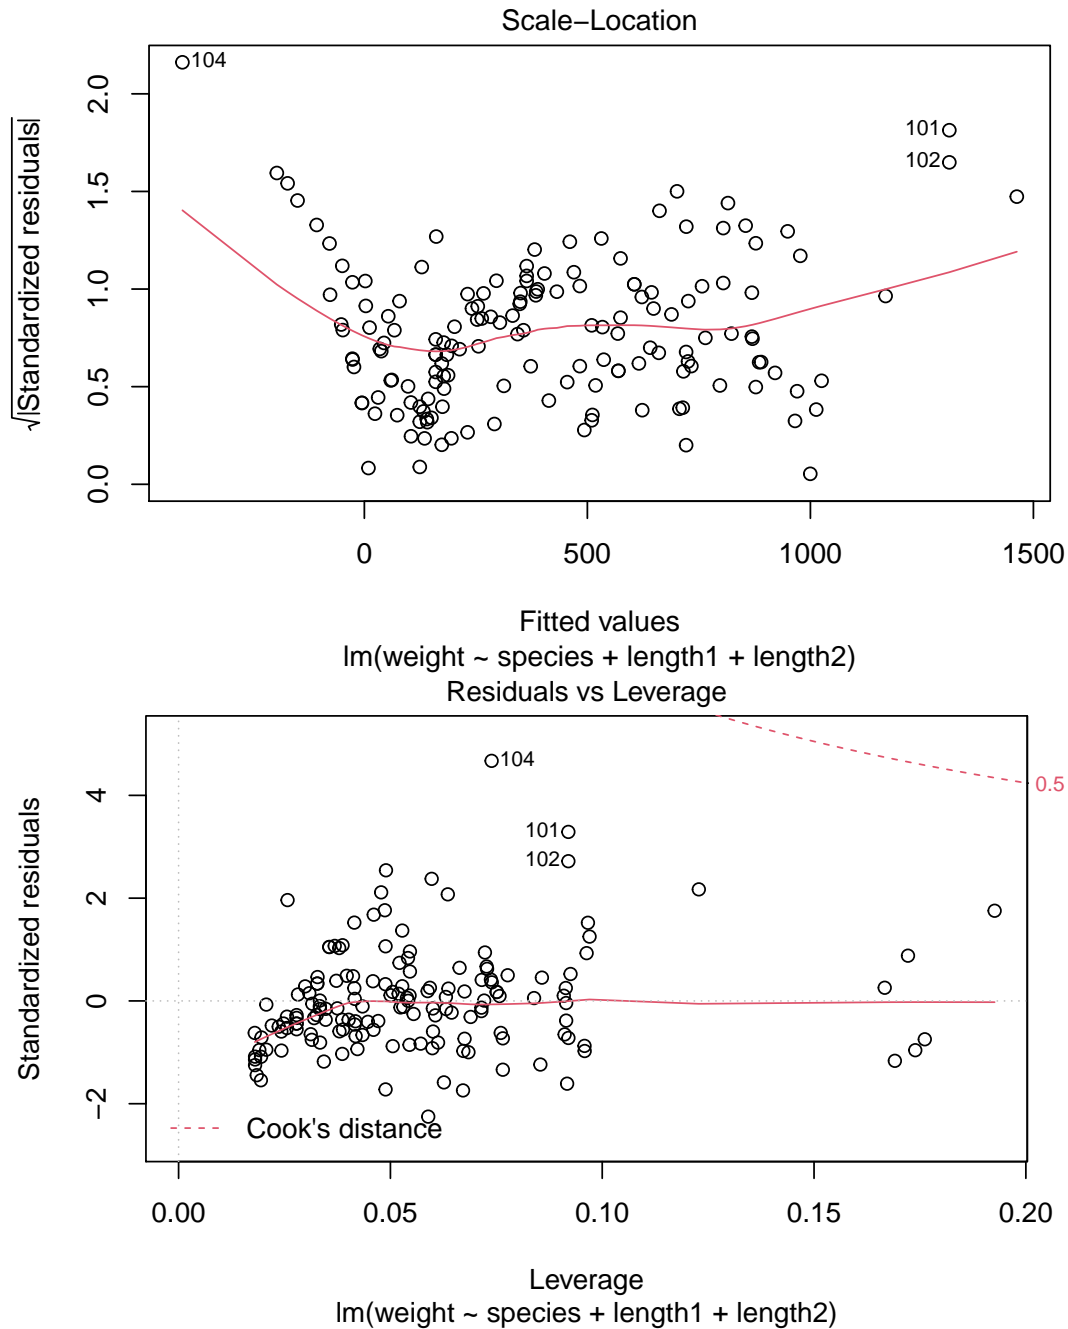 Scale−Location
104
101
102
√|Standardized residuals|
0.0 0.5 1.0 1.5 2.0
0 500 1000 1500
Fitted values
lm(weight ~ species + length1 + length2)
Residuals vs Leverage
104
101
102
0.5
Standardized residuals
−2 0 2 4
Cook's distance
0.00 0.05 0.10 0.15 0.20
Leverage
lm(weight ~ species + length1 + length2)